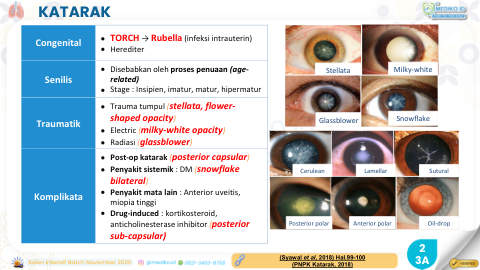 KATARAK
MEDIKO.ID
Congenital
• TORCH → Rubella (infeksi intrauterin)
• Herediter
Senilis
• Disebabkan oleh proses penuaan (age-
related)
• Stage : Insipien, imatur, matur, hipermatur
Traumatik
• Trauma tumpul (stellata, flower-
shaped opacity)
• Electric (milky-white opacity)
• Radiasi (glassblower)
Komplikata
• Post-op katarak (posterior capsular)
• Penyakit sistemik : DM (snowflake
bilateral)
• Penyakit mata lain : Anterior uveitis,
miopia tinggi
• Drug-induced : kortikosteroid,
anticholinesterase inhibitor (posterior
sub-capsular)
Stellata
Milky-white
Glassblower
Snowflake
Cerulean
Lamellar
Sutural
Posterior polar
Anterior polar
Oil-drop
(Syawal et al, 2018) Hal.99-100
(PNPK Katarak, 2018)
2
3A